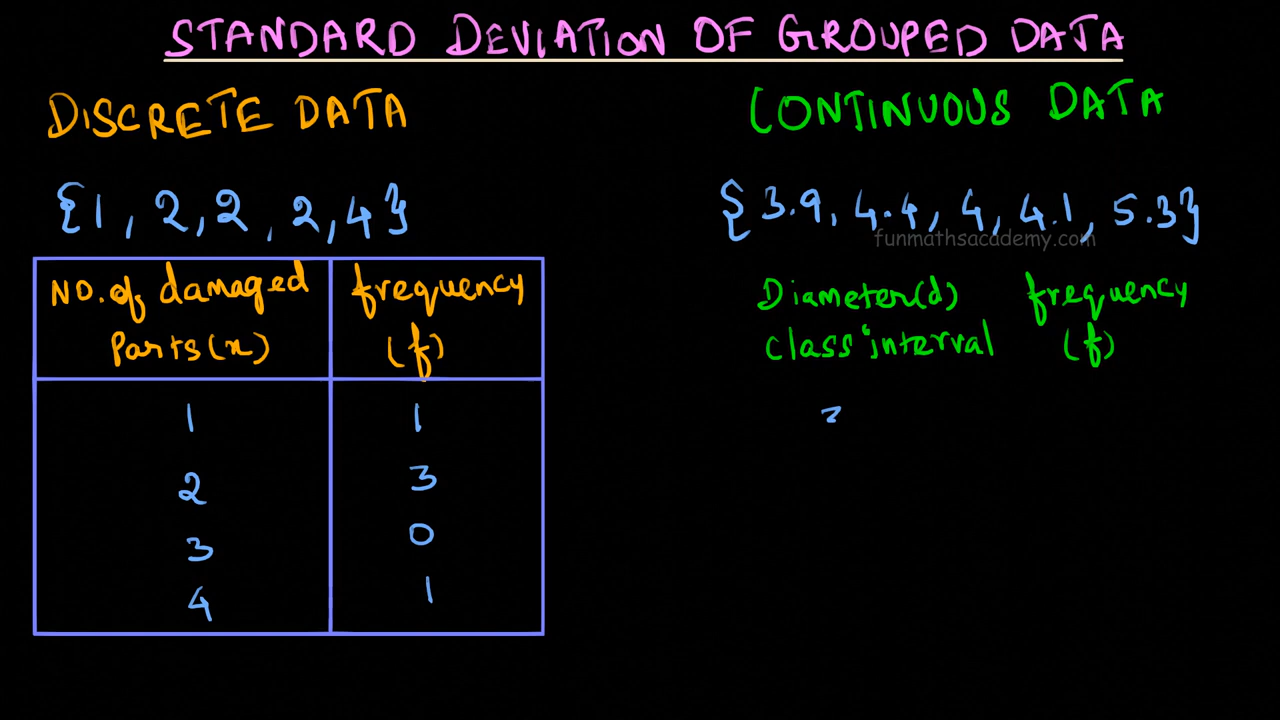 STANDARD DEVIATION OF GROUPED DATA
DISCRETE DATA
{1, 2, 2, 2, 4}
NO. of damaged Parts (x)
frequency (f)
1 1
2 3
3 0
4 1
CONTINUOUS DATA
{3.9, 4.4, 4, 4.1, 5.3}
funmathsacademy.com
Diameter(d) frequency
class interval (f)